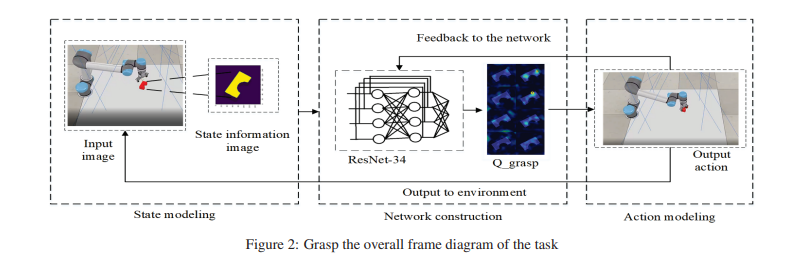 Feedback to the network
Input
image
State information
image
ResNet-34
Q_grasp
Output
action
Output to environment
State modeling
Network construction
Action modeling
Figure 2: Grasp the overall frame diagram of the task